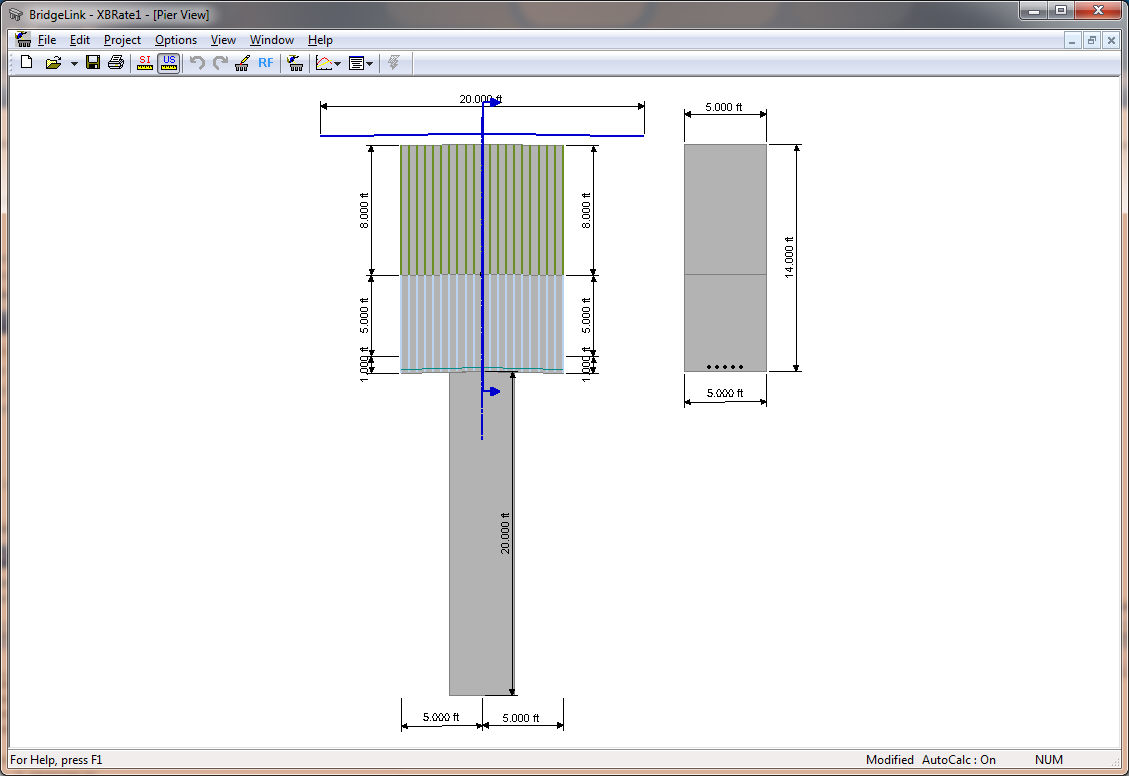 BridgeLink - XBRate1 - [Pier View]
File Edit Project Options View Window Help
SI US RF
20.000 ft
5.000 ft
8.000 ft
8.000 ft
14.000 ft
5.000 ft
5.000 ft
1.000 ft
1.000 ft
5.000 ft
20.000 ft
5.000 ft
5.000 ft
For Help, press F1
Modified AutoCalc : On NUM